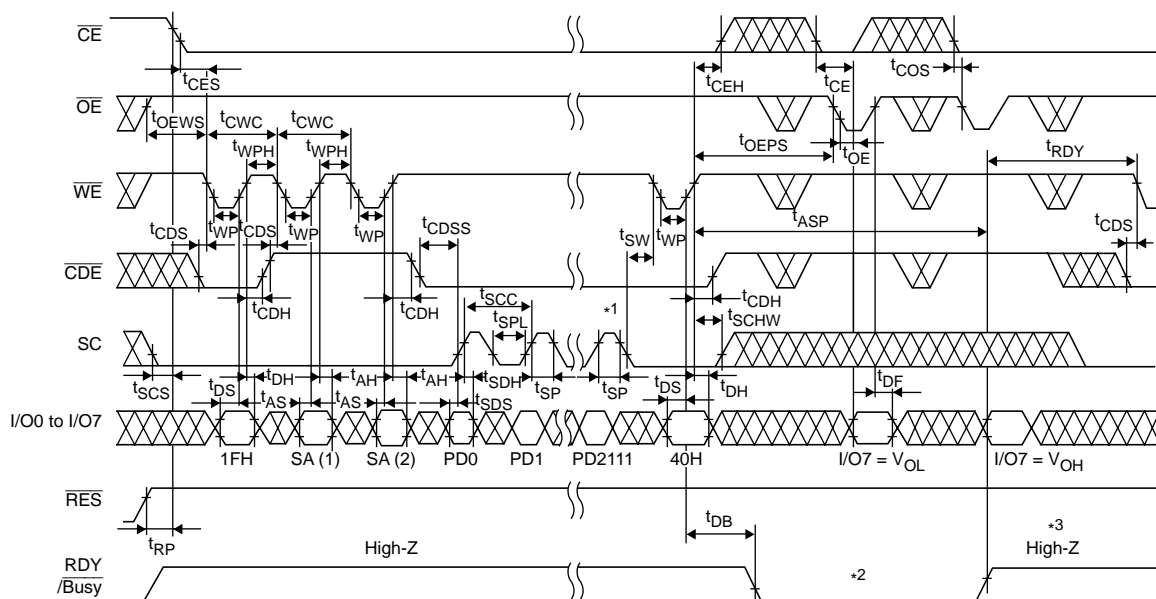 CE
tCES tCEH tCE tCOS
OE
tOEWS tCWC tCWC tOEPS tOE tRDY
tWPH tWPH
WE
tCDS tWP tCDS tWP tWP tCDSS tSW tWP tASP tCDS
CDE
tCDH tCDH tSCC tSPL *1 tCDH tSCHW
SC
tSCS tDS tDH tAS tAH tAS tAH tSDH tSDS tSP tSP tDS tDH tDF
I/O0 to I/O7
1FH SA (1) SA (2) PD0 PD1 PD2111 40H I/O7 = VOL I/O7 = VOH
RES
tRP tDB *3
High-Z High-Z
RDY
/Busy *2